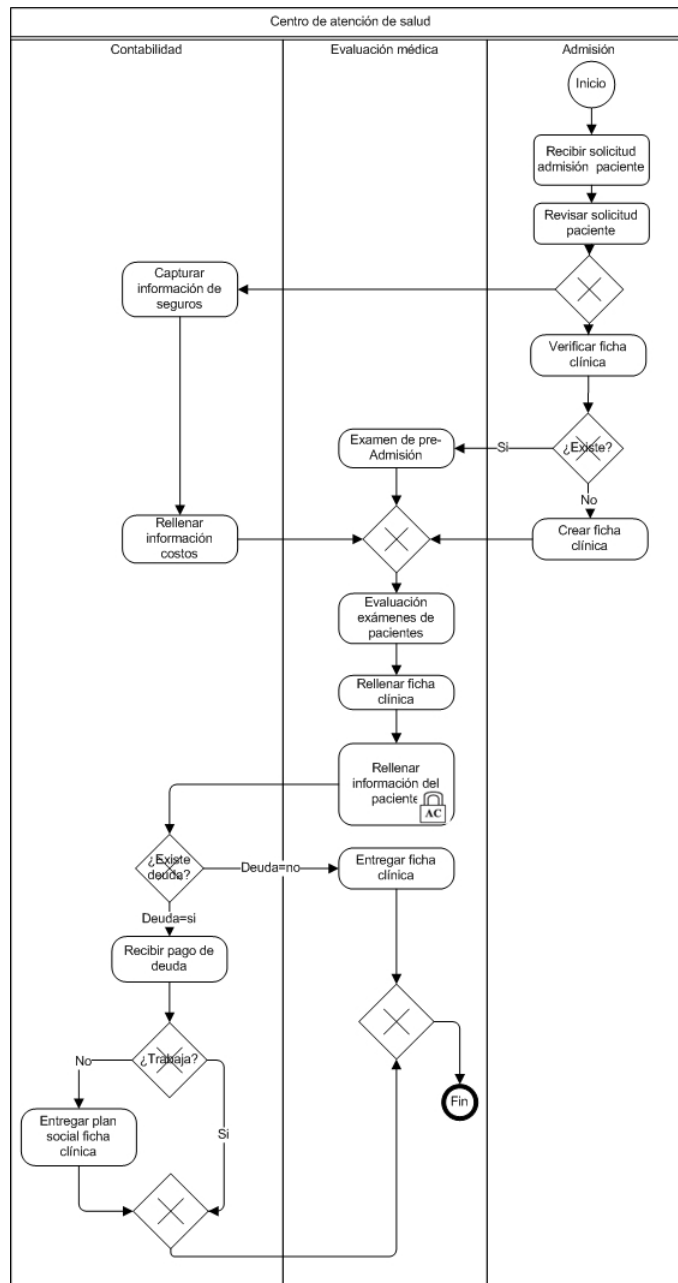 Centro de atención de salud
Contabilidad
Evaluación médica
Admisión
Inicio
Recibir solicitud
admisión paciente
Revisar solicitud
paciente
Capturar
información de
seguros
Verificar ficha
clínica
Examen de pre-
Admisión
Si
¿Existe?
No
Rellenar
información
costos
Crear ficha
clínica
Evaluación
exámenes de
pacientes
Rellenar ficha
clínica
Rellenar
información del
paciente
AC
¿Existe
deuda?
Deuda=no
Entregar ficha
clínica
Deuda=si
Recibir pago de
deuda
No
¿Trabaja?
Si
Entregar plan
social ficha
clínica
Fin